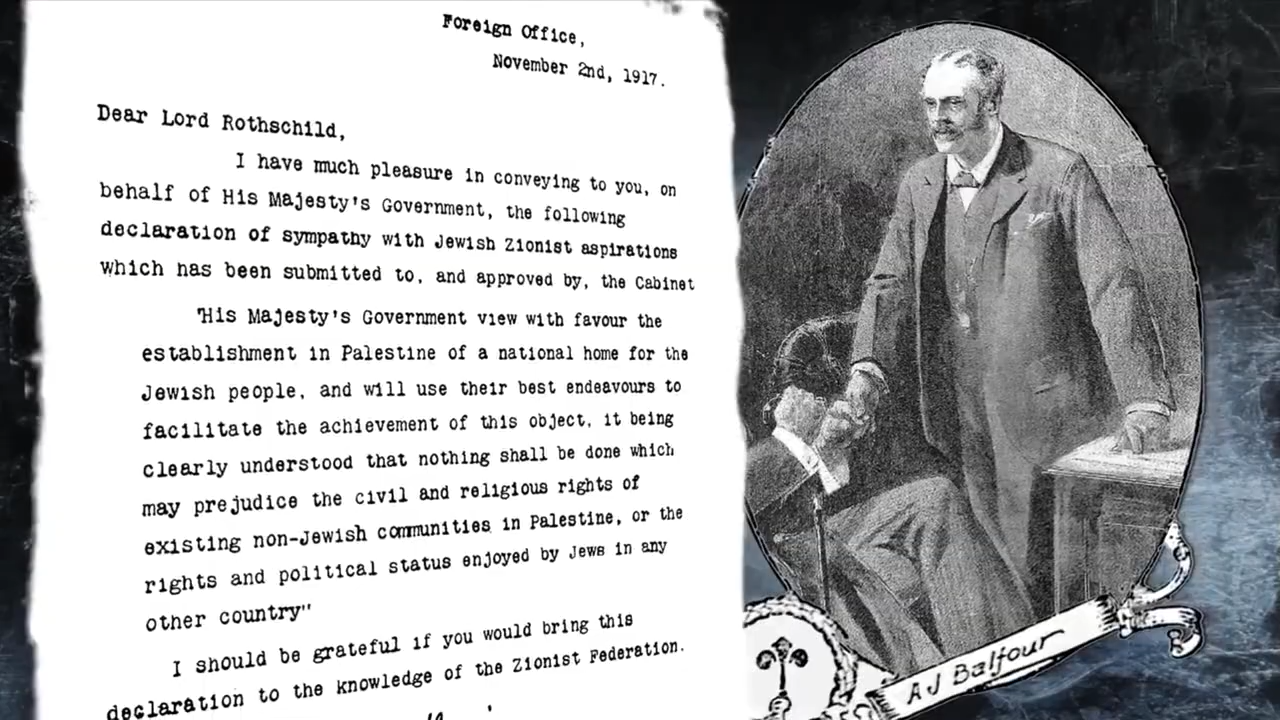 Foreign Office,
November 2nd, 1917.
Dear Lord Rothschild,
I have much pleasure in conveying to you, on
behalf of His Majesty's Government, the following
declaration of sympathy with Jewish Zionist aspirations
which has been submitted to, and approved by, the Cabinet
"His Majesty's Government view with favour the
establishment in Palestine of a national home for the
Jewish people, and will use their best endeavours to
facilitate the achievement of this object, it being
clearly understood that nothing shall be done which
may prejudice the civil and religious rights of
existing non-Jewish communities in Palestine, or the
rights and political status enjoyed by Jews in any
other country"
I should be grateful if you would bring this
declaration to the knowledge of the Zionist Federation.
A J Balfour